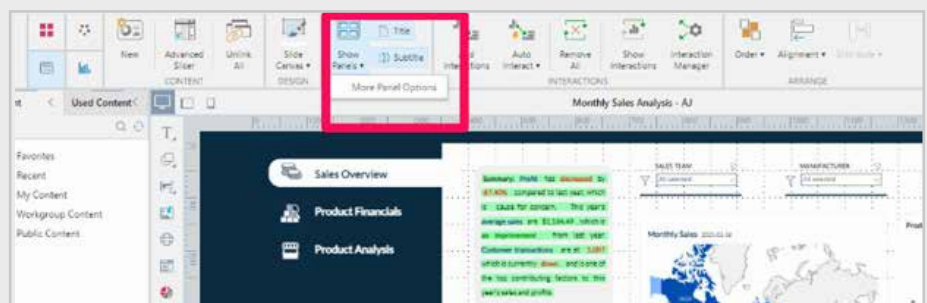 New
Advanced Slicer
Unlink All
Slide Canvas
Show Panels
Title
Subtitle
Auto Interact
Remove All
Show Interactions
Interaction Manager
Order
Alignment
CONTENT
DESIGN
More Panel Options
INTERACTIONS
ARRANGE
Used Content
Monthly Sales Analysis - AJ
Favorites
Recent
My Content
Workgroup Content
Public Content
Sales Overview
Product Financials
Product Analysis
Summary: Profit has decreased by
compared to last year, which
is cause for concern. This year's
average sales are which is
an improvement from last year.
Customer transactions are at
which is currently down, and is one of
the top contributing factors to this
year's sales and profits.
SALES TEAM
All selected
MANUFACTURER
All selected
Monthly Sales